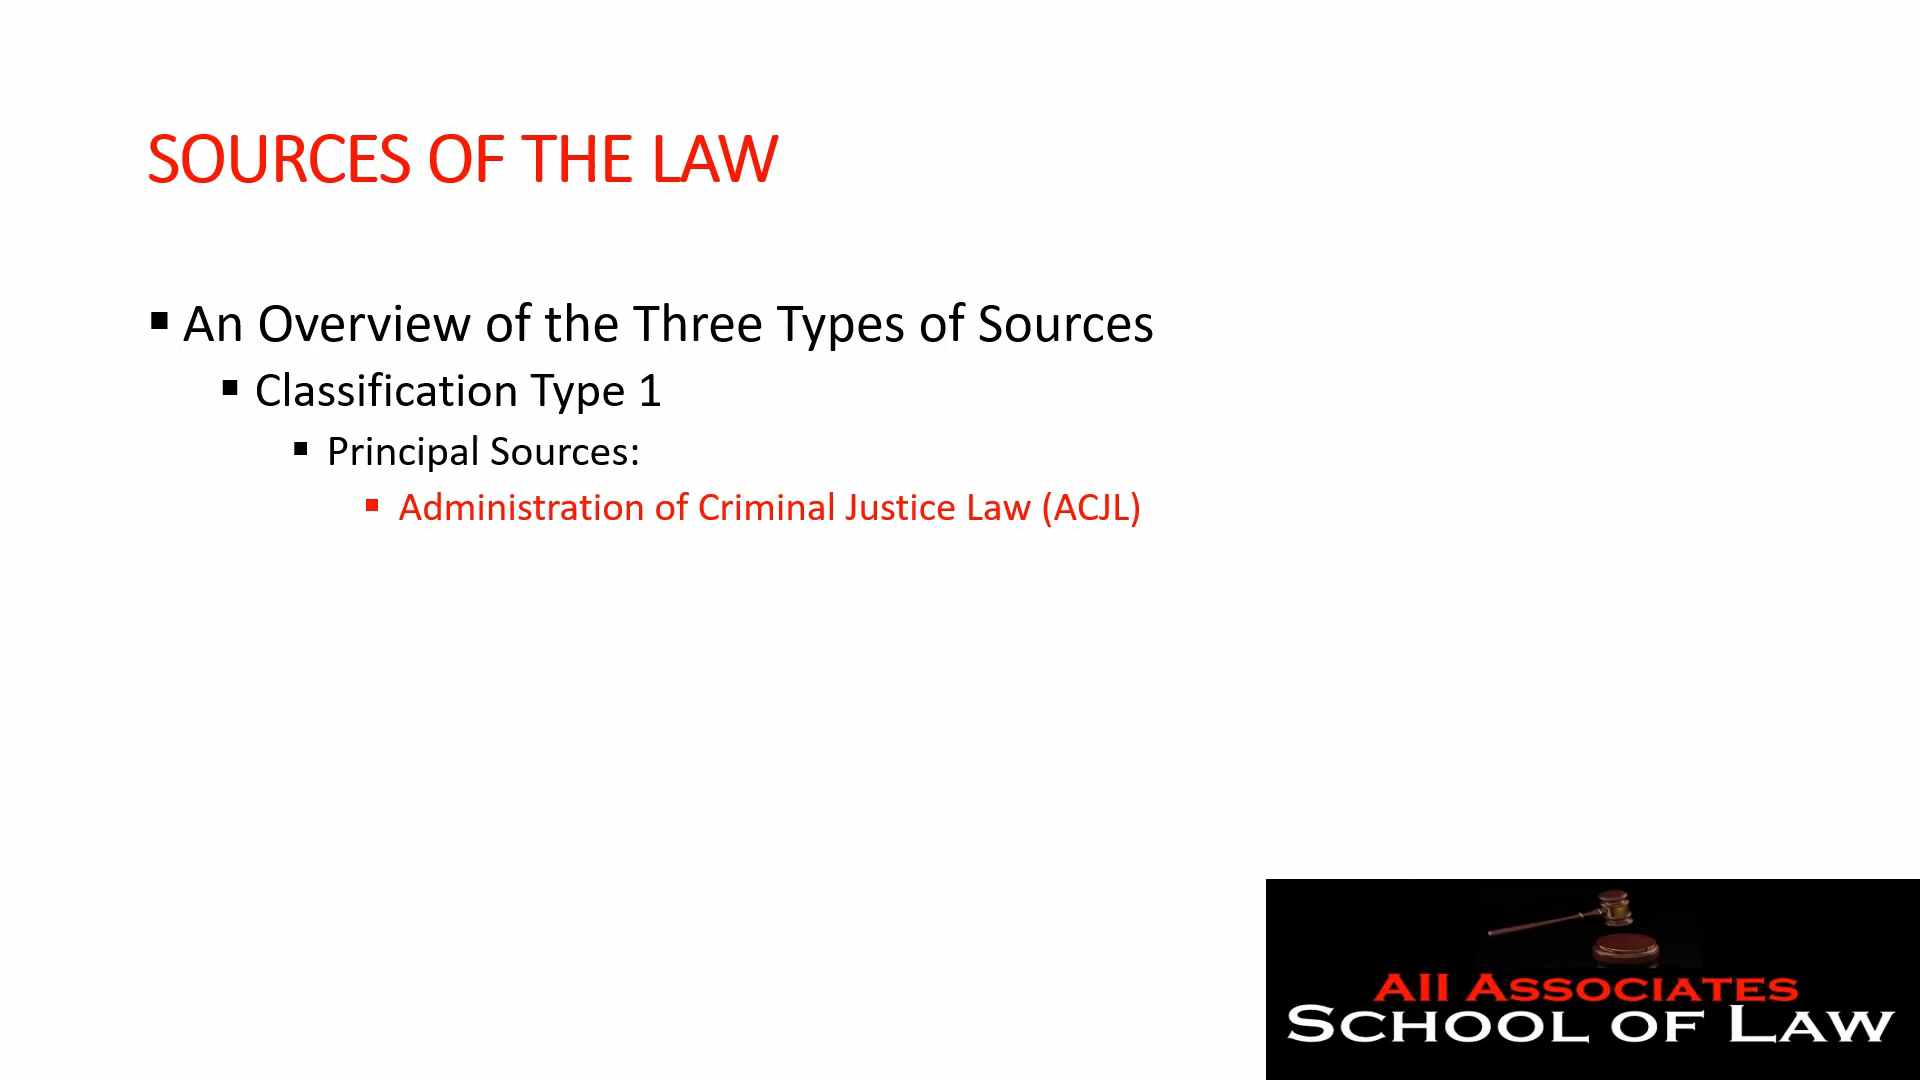 SOURCES OF THE LAW
▪ An Overview of the Three Types of Sources
▪ Classification Type 1
▪ Principal Sources:
▪ Administration of Criminal Justice Law (ACJL)
All Associates
School of Law